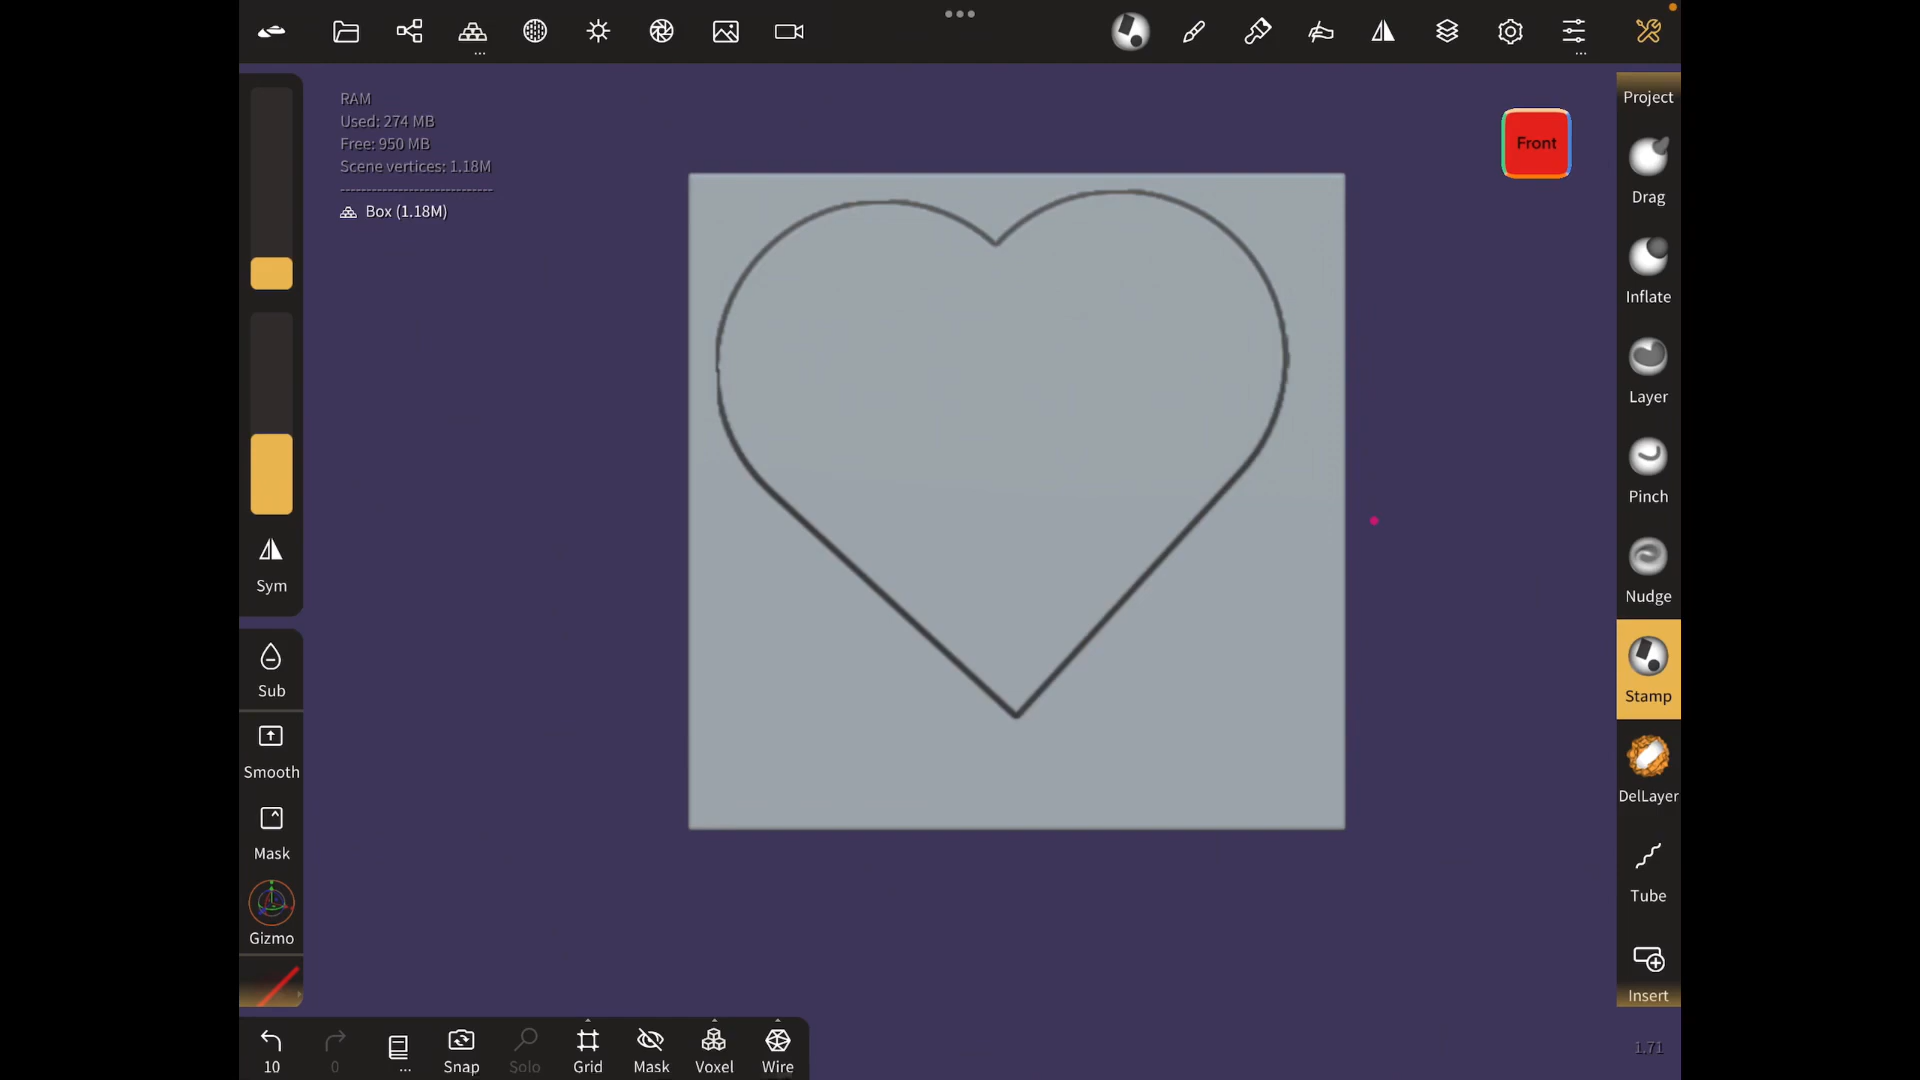 RAM
Used: 274 MB
Free: 950 MB
Scene vertices: 1.18M
-----------------------------
Box (1.18M)
Front
Sym
Sub
Smooth
Mask
Gizmo
Project
Drag
Inflate
Layer
Pinch
Nudge
Stamp
DelLayer
Tube
Insert
10
0
...
Snap
Solo
Grid
Mask
Voxel
Wire
1.71